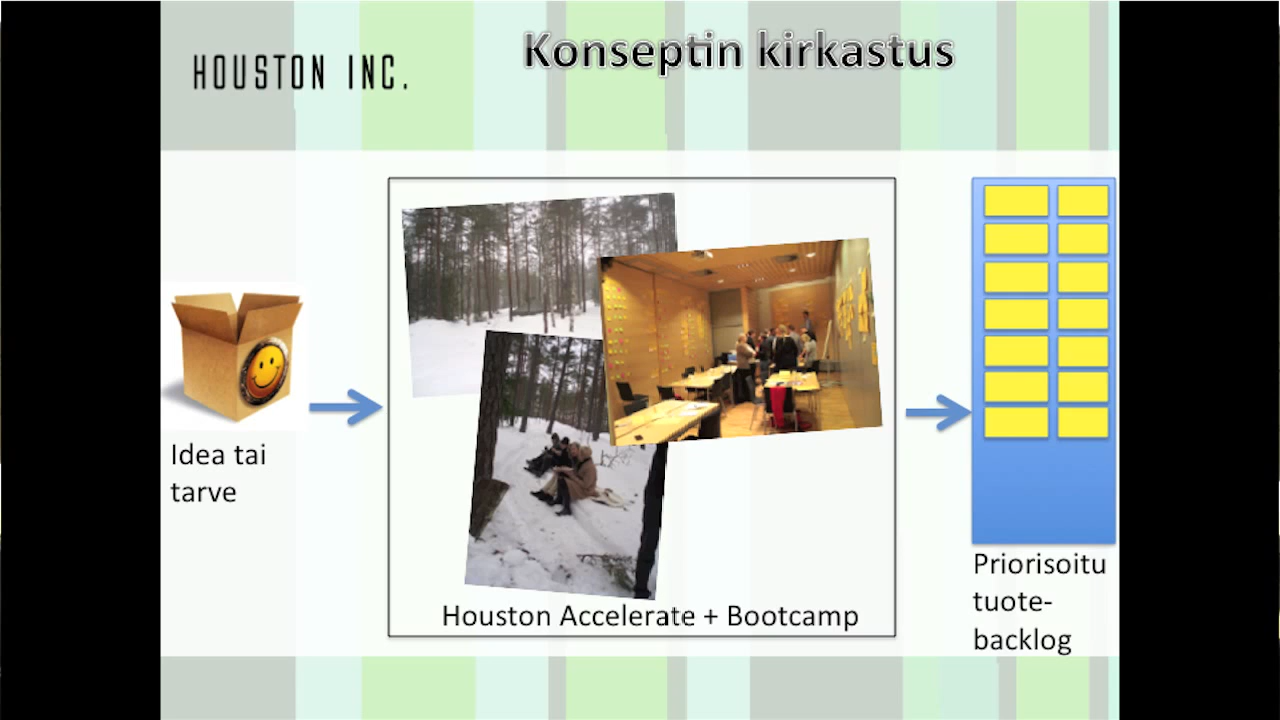 HOUSTON INC.
Konseptin kirkastus
Idea tai
tarve
Houston Accelerate + Bootcamp
Priorisoitu
tuote-
backlog